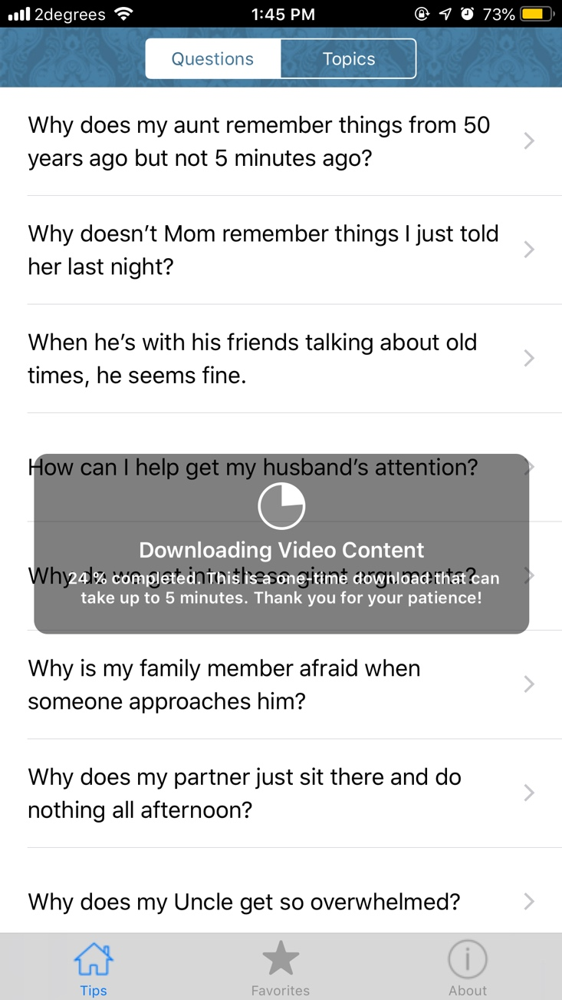 2degrees 1:45 PM 73%
Questions Topics
Why does my aunt remember things from 50
years ago but not 5 minutes ago?
Why doesn’t Mom remember things I just told
her last night?
When he’s with his friends talking about old
times, he seems fine.
How can I help get my husband’s attention?
Downloading Video Content
Why do we get into these giant arguments?
24 % completed. This is a one-time download that can
take up to 5 minutes. Thank you for your patience!
Why is my family member afraid when
someone approaches him?
Why does my partner just sit there and do
nothing all afternoon?
Why does my Uncle get so overwhelmed?
Tips Favorites About